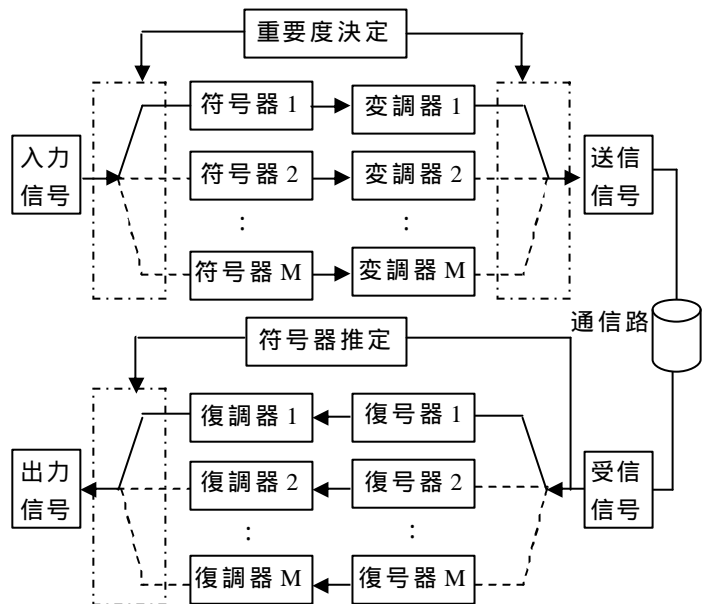 重要度決定
符号器 1
変調器 1
入力
信号
符号器 2
変調器 2
送信
信号
:
:
符号器 M
変調器 M
通信路
符号器推定
復調器 1
復号器 1
出力
信号
復調器 2
復号器 2
受信
信号
:
:
復調器 M
復号器 M